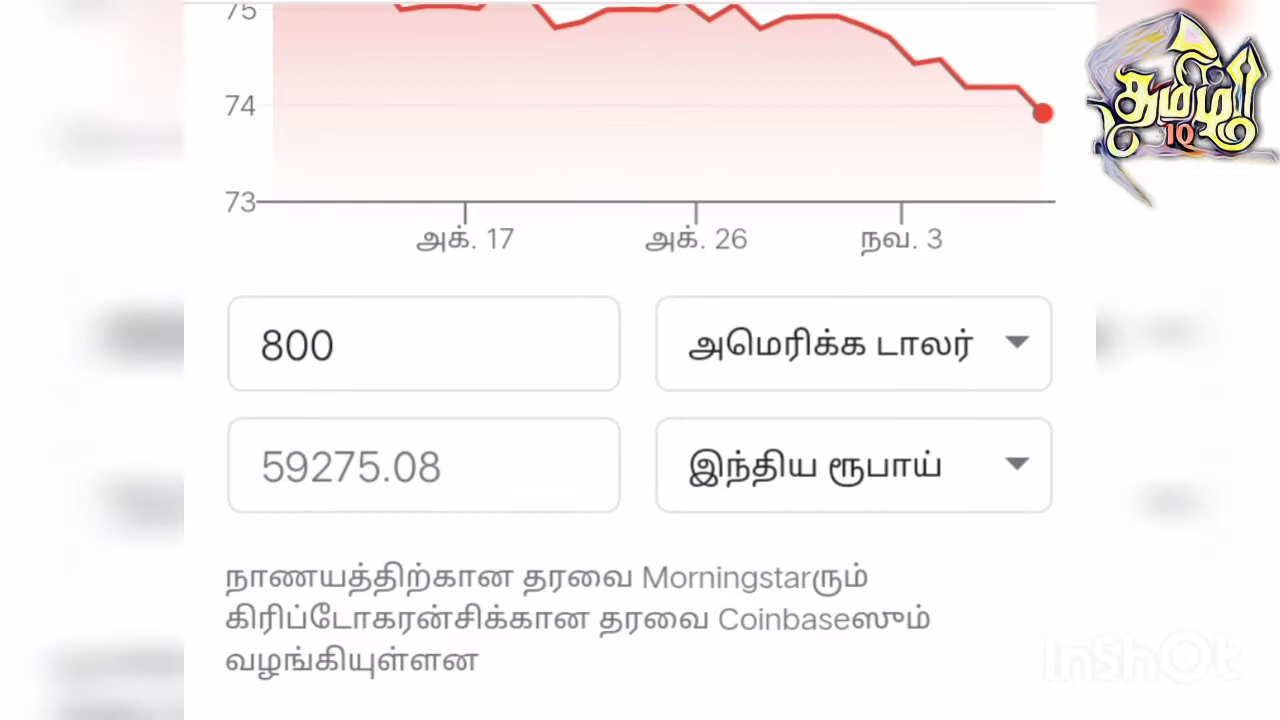 75
தமிழ்!
IQ
74
73
அக். 17 அக். 26 நவ. 3
800 அமெரிக்க டாலர்
59275.08 இந்திய ரூபாய்
நாணயத்திற்கான தரவை Morningstarரும்
கிரிப்டோகரன்சிக்கான தரவை Coinbaseஸும்
வழங்கியுள்ளன
InShOt